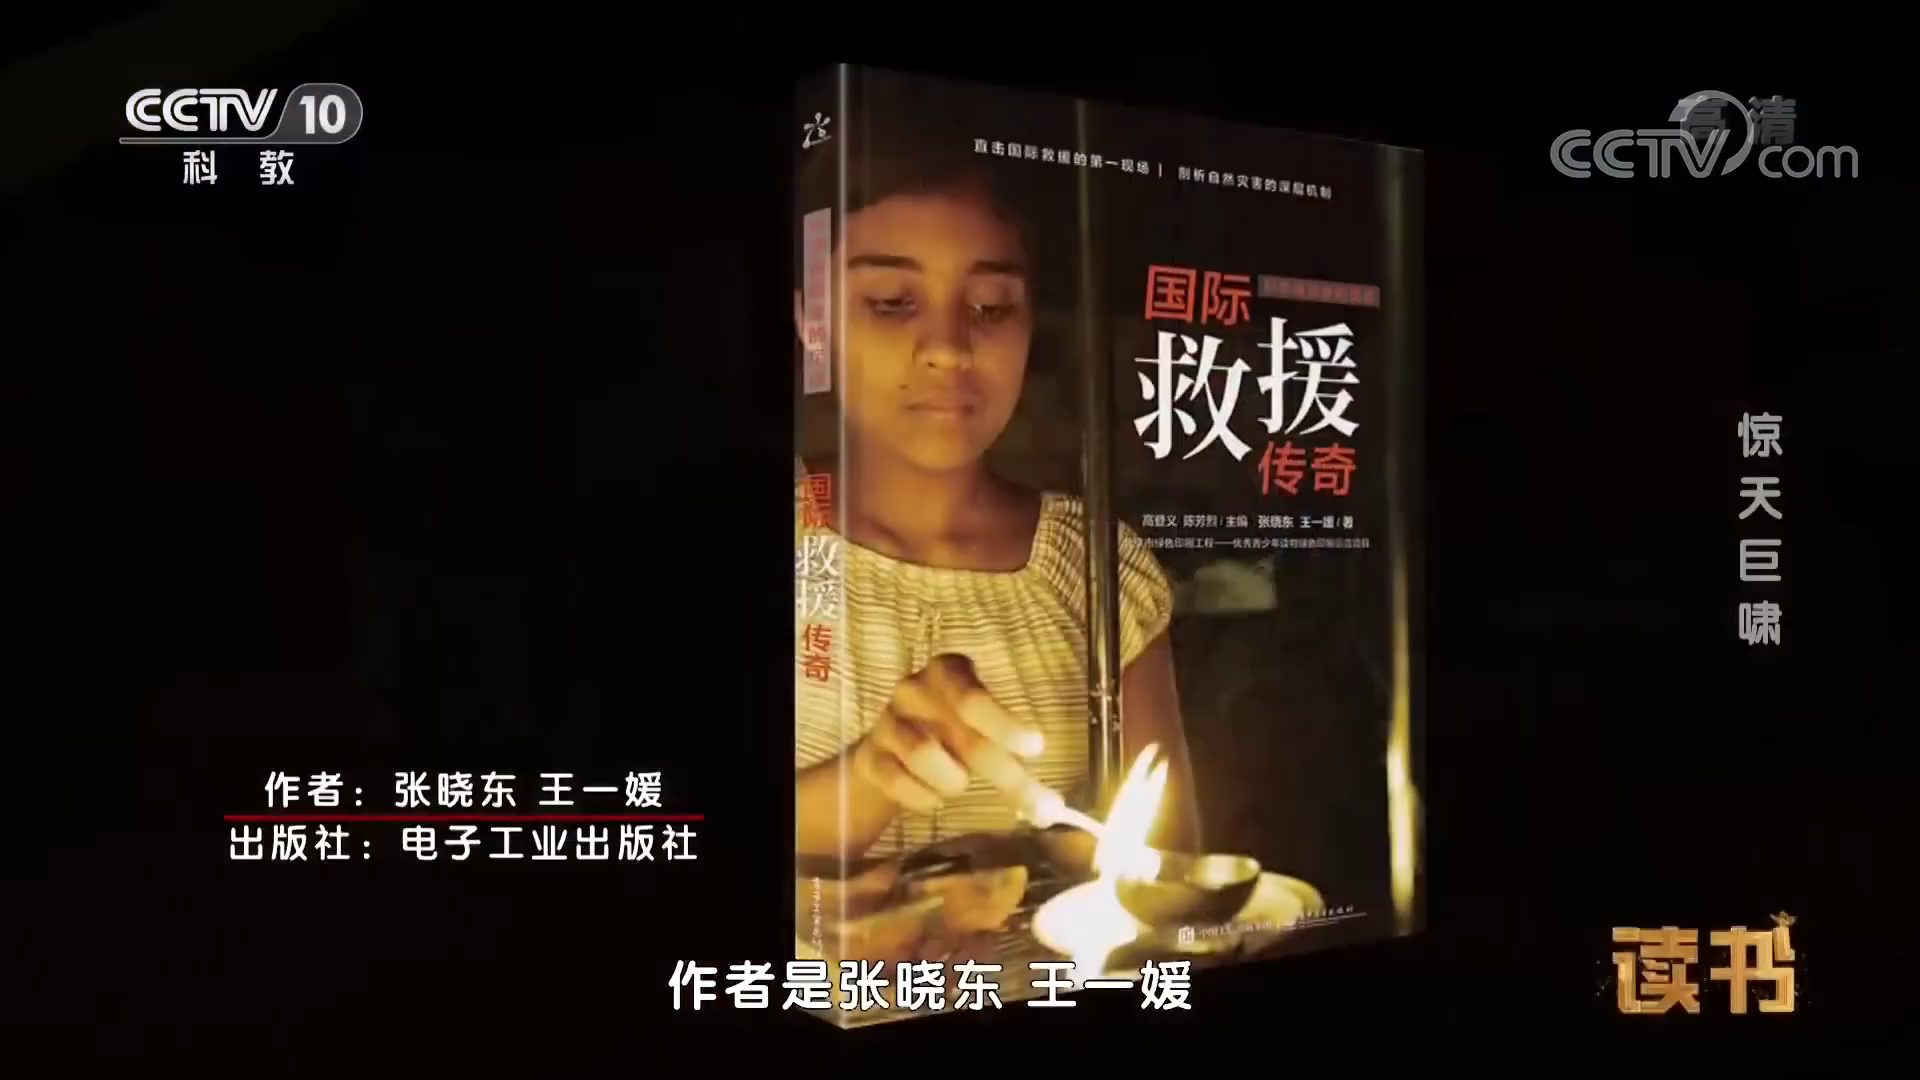 CCTV 10
科 教
高清
CCTV.com
直击国际救援的第一现场 | 剖析自然灾害的深层机制
国际
救援
传奇
高登义 陈芳烈/主编 张晓东 王一媛/著
国际
救援
传奇
惊天巨啸
作者：张晓东 王一媛
出版社：电子工业出版社
作者是张晓东 王一媛
读书